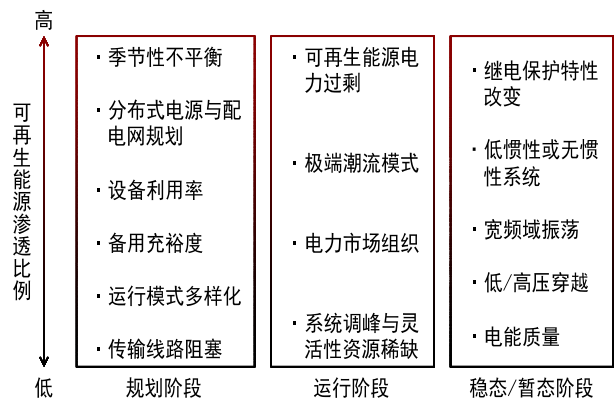 高
可再生能源渗透比例
低
· 季节性不平衡
· 分布式电源与配
电网规划
· 设备利用率
· 备用充裕度
· 运行模式多样化
· 传输线路阻塞
规划阶段
· 可再生能源电
力过剩
· 极端潮流模式
· 电力市场组织
· 系统调峰与灵
活性资源稀缺
运行阶段
· 继电保护特性
改变
· 低惯性或无惯
性系统
· 宽频域振荡
· 低/高压穿越
· 电能质量
稳态/暂态阶段